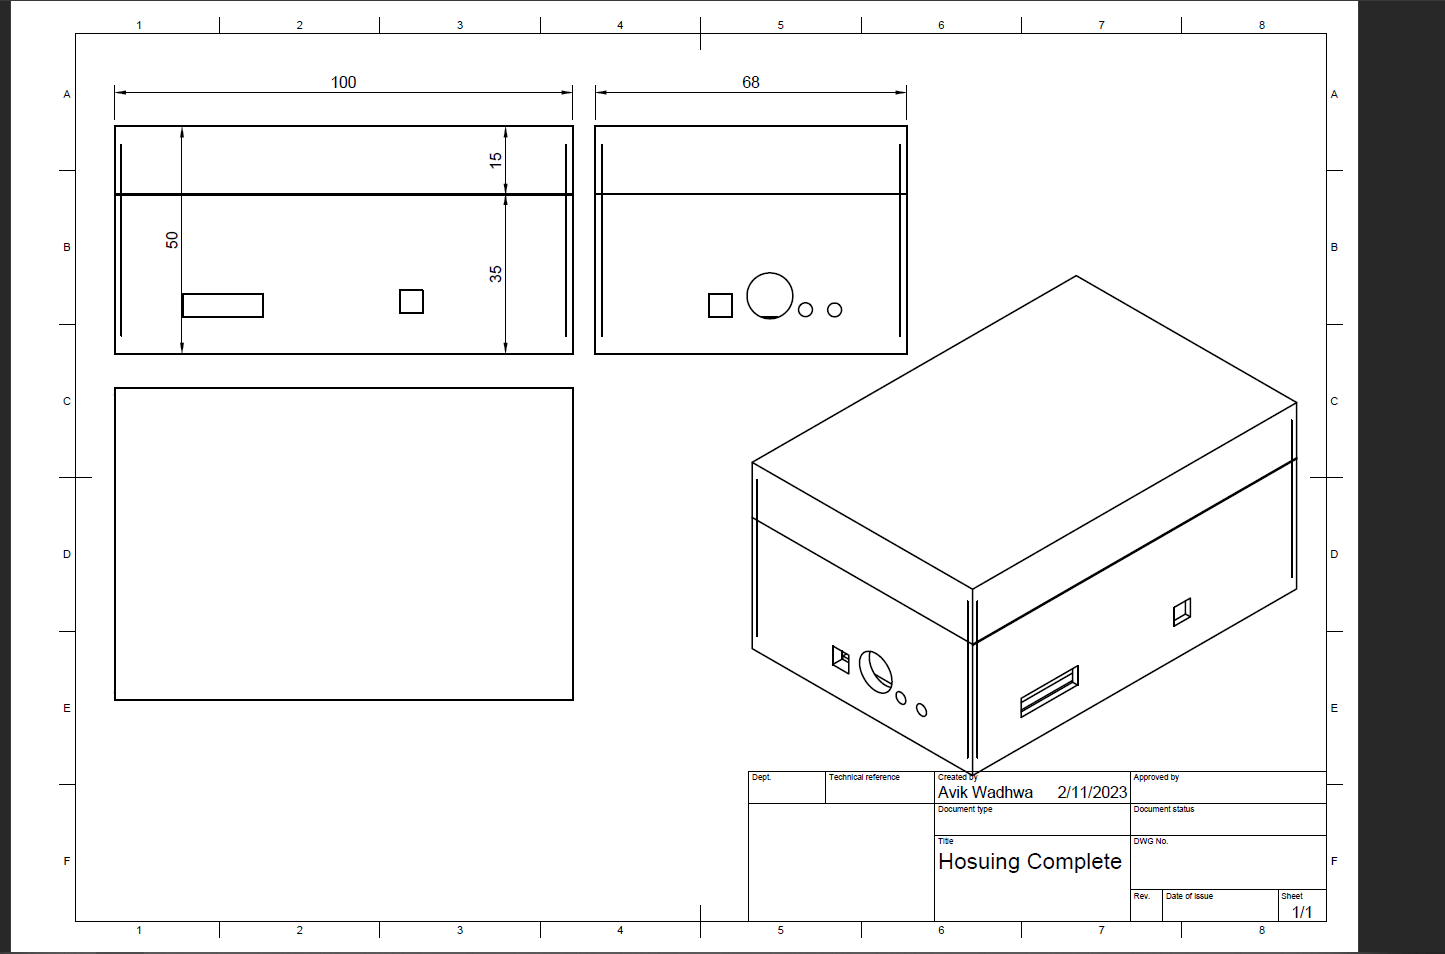 1 2 3 4 5 6 7 8
A A
100 68
15
50
B B
35
C C
D D
E E
Dept. Technical reference Created by Approved by
Avik Wadhwa 2/11/2023
Document type Document status
Title DWG No.
Hosuing Complete
F F
Rev. Date of issue Sheet
1/1
1 2 3 4 5 6 7 8